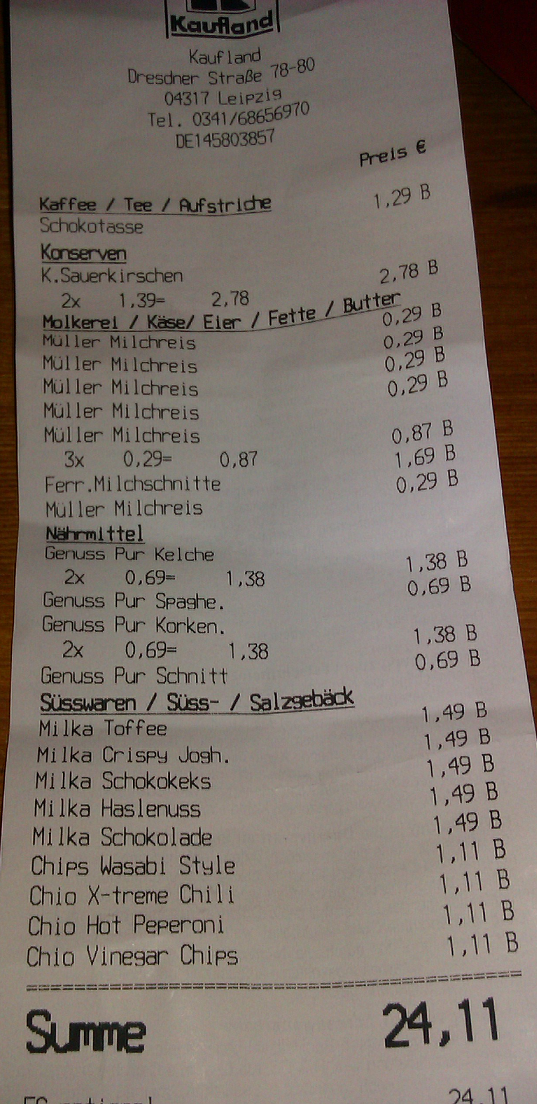 Kaufland
Kaufland
Dresdner Straße 78-80
04317 Leipzig
Tel. 0341/68656970
DE145803857
Preis €
Kaffee / Tee / Aufstriche
Schokotasse 1,29 B
Konserven
K.Sauerkirschen
2x 1,39= 2,78 2,78 B
Molkerei / Käse/ Eier / Fette / Butter
Müller Milchreis 0,29 B
Müller Milchreis 0,29 B
Müller Milchreis 0,29 B
Müller Milchreis 0,29 B
Müller Milchreis
3x 0,29= 0,87 0,87 B
Ferr.Milchschnitte 1,69 B
Müller Milchreis 0,29 B
Nährmittel
Genuss Pur Kelche
2x 0,69= 1,38 1,38 B
Genuss Pur Spaghe. 0,69 B
Genuss Pur Korken.
2x 0,69= 1,38 1,38 B
Genuss Pur Schnitt 0,69 B
Süsswaren / Süss- / Salzgebäck
Milka Toffee 1,49 B
Milka Crispy Jogh. 1,49 B
Milka Schokokeks 1,49 B
Milka Haslenuss 1,49 B
Milka Schokolade 1,49 B
Chips Wasabi Style 1,11 B
Chio X-treme Chili 1,11 B
Chio Hot Peperoni 1,11 B
Chio Vinegar Chips 1,11 B
Summe 24,11
24,11